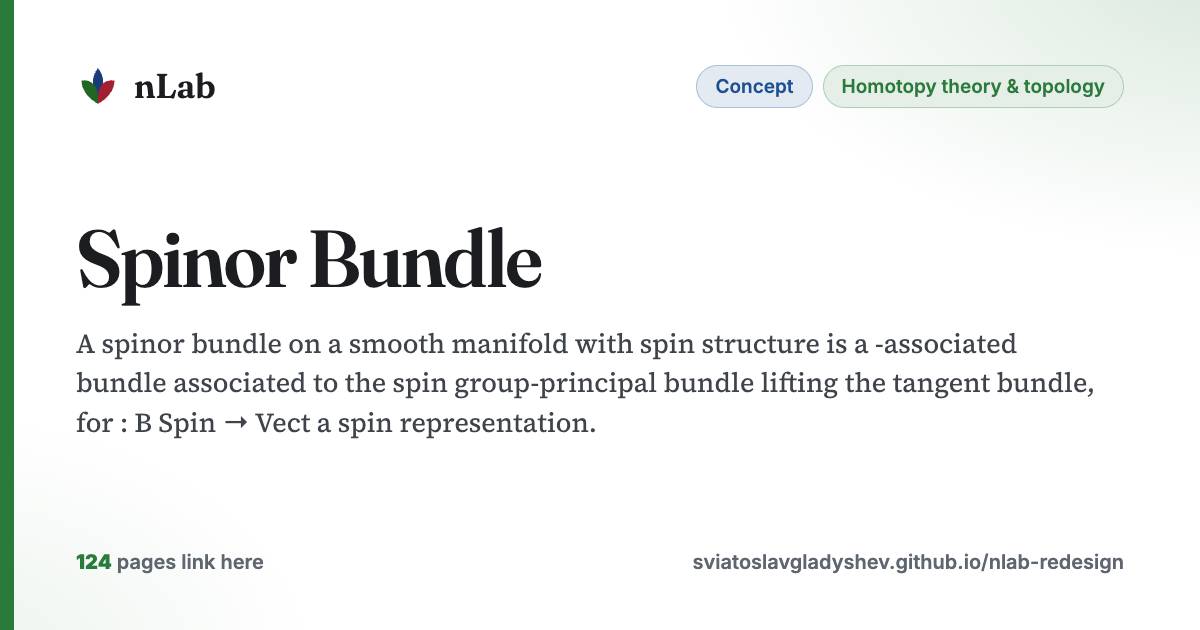 nLab
Concept
Homotopy theory & topology
Spinor Bundle
A spinor bundle on a smooth manifold with spin structure is a -associated
bundle associated to the spin group-principal bundle lifting the tangent bundle,
for : B Spin → Vect a spin representation.
124 pages link here
sviatoslavgladyshev.github.io/nlab-redesign